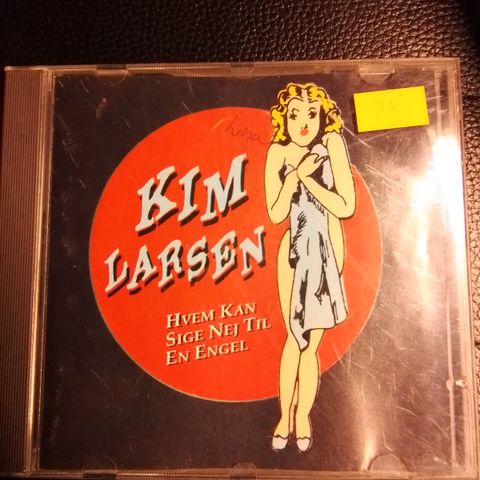 KIM
LARSEN
HVEM KAN
SIGE NEJ TIL
EN ENGEL